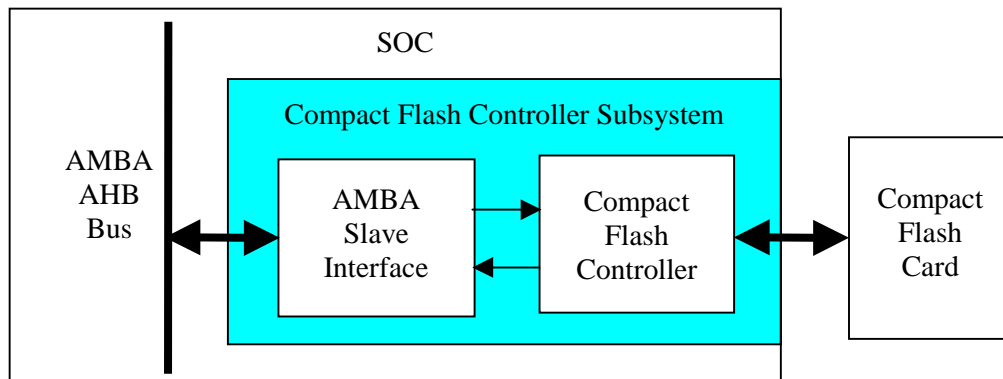 SOC
Compact Flash Controller Subsystem
AMBA
AHB
Bus
AMBA
Slave
Interface
Compact
Flash
Controller
Compact
Flash
Card